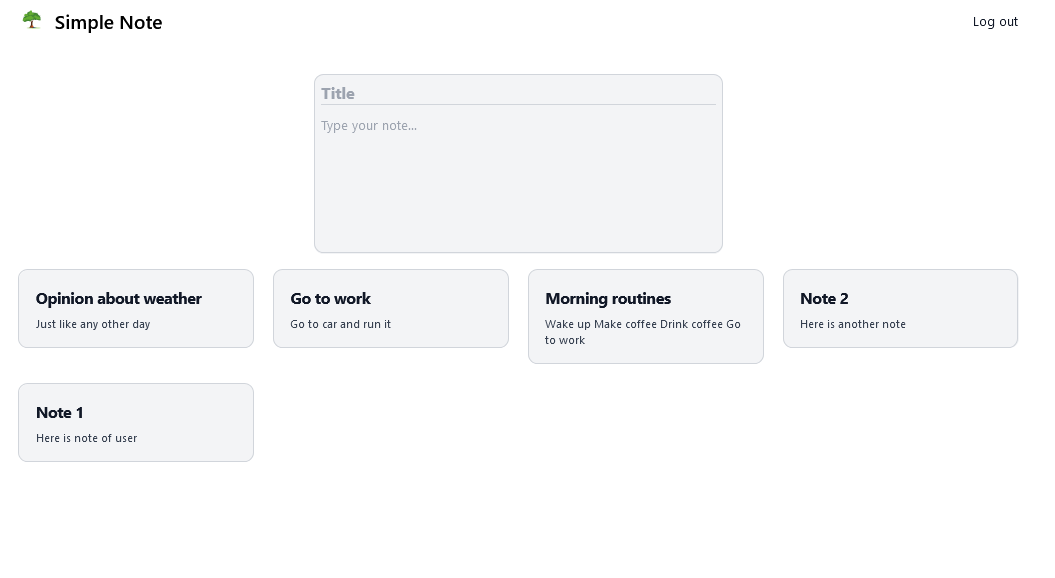 Simple Note
Log out
Title
Type your note...
Opinion about weather
Just like any other day
Go to work
Go to car and run it
Morning routines
Wake up Make coffee Drink coffee Go
to work
Note 2
Here is another note
Note 1
Here is note of user